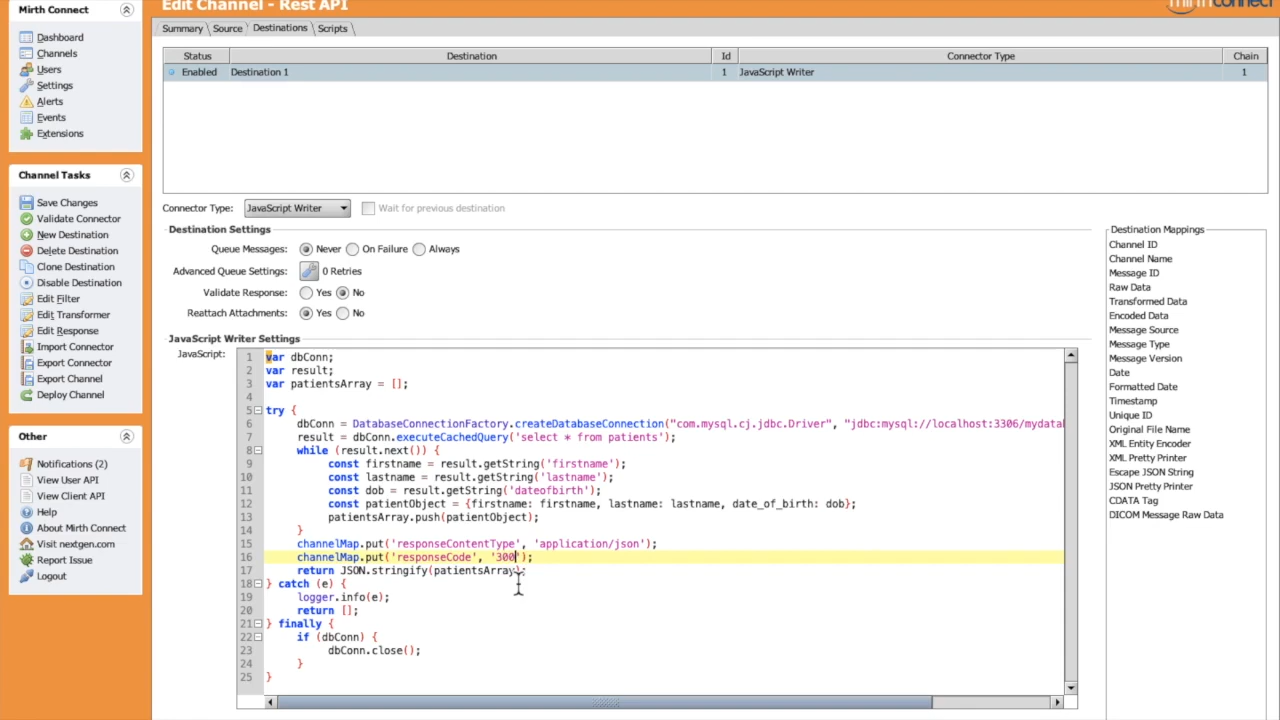 Mirth Connect
Dashboard
Channels
Users
Settings
Alerts
Events
Extensions
Channel Tasks
Save Changes
Validate Connector
New Destination
Delete Destination
Clone Destination
Disable Destination
Edit Filter
Edit Transformer
Edit Response
Import Connector
Export Connector
Export Channel
Deploy Channel
Other
Notifications (2)
View User API
View Client API
Help
About Mirth Connect
Visit nextgen.com
Report Issue
Logout
Edit Channel - Rest API
mirth connect
Summary Source Destinations Scripts
Status Destination Id Connector Type Chain
Enabled Destination 1 1 JavaScript Writer 1
Connector Type: JavaScript Writer Wait for previous destination
Destination Settings
Queue Messages: Never On Failure Always
Advanced Queue Settings: 0 Retries
Validate Response: Yes No
Reattach Attachments: Yes No
JavaScript Writer Settings
JavaScript:
1 var dbConn;
2 var result;
3 var patientsArray = [];
4
5 try {
6 dbConn = DatabaseConnectionFactory.createDatabaseConnection("com.mysql.cj.jdbc.Driver", "jdbc:mysql://localhost:3306/mydatab
7 result = dbConn.executeCachedQuery('select * from patients');
8 while (result.next()) {
9 const firstname = result.getString('firstname');
10 const lastname = result.getString('lastname');
11 const dob = result.getString('dateofbirth');
12 const patientObject = {firstname: firstname, lastname: lastname, date_of_birth: dob};
13 patientsArray.push(patientObject);
14 }
15 channelMap.put('responseContentType', 'application/json');
16 channelMap.put('responseCode', '300');
17 return JSON.stringify(patientsArray);
18 } catch (e) {
19 logger.info(e);
20 return [];
21 } finally {
22 if (dbConn) {
23 dbConn.close();
24 }
25 }
Destination Mappings
Channel ID
Channel Name
Message ID
Raw Data
Transformed Data
Encoded Data
Message Source
Message Type
Message Version
Date
Formatted Date
Timestamp
Unique ID
Original File Name
XML Entity Encoder
XML Pretty Printer
Escape JSON String
JSON Pretty Printer
CDATA Tag
DICOM Message Raw Data